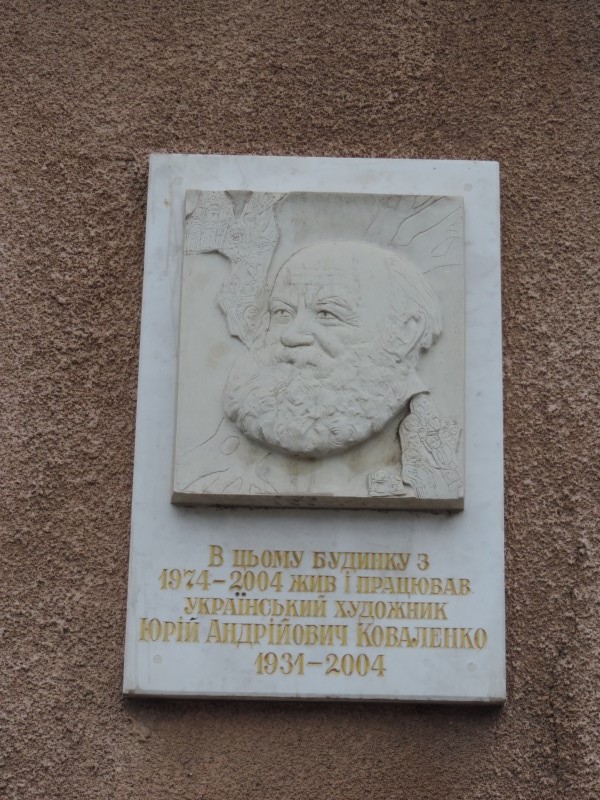 В цьому будинку з
1974–2004 жив і працював
український художник
Юрій Андрійович Коваленко
1931–2004